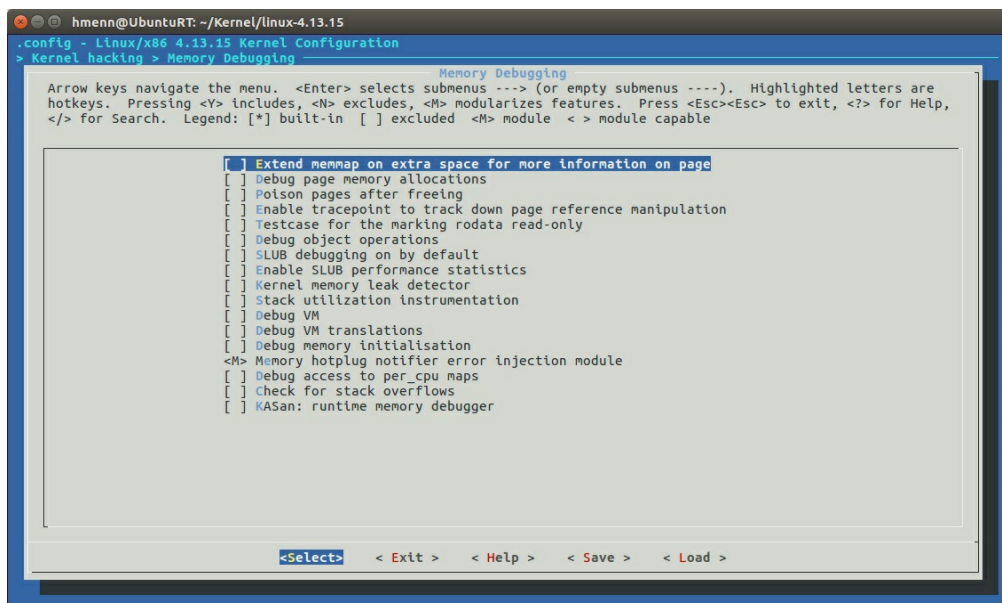 hmenn@UbuntuRT: ~/Kernel/linux-4.13.15
.config - Linux/x86 4.13.15 Kernel Configuration
> Kernel hacking > Memory Debugging
Memory Debugging
Arrow keys navigate the menu. <Enter> selects submenus ---> (or empty submenus ----). Highlighted letters are
hotkeys. Pressing <Y> includes, <N> excludes, <M> modularizes features. Press <Esc><Esc> to exit, <?> for Help,
</> for Search. Legend: [*] built-in [ ] excluded <M> module < > module capable
[ ] Extend memmap on extra space for more information on page
[ ] Debug page memory allocations
[ ] Poison pages after freeing
[ ] Enable tracepoint to track down page reference manipulation
[ ] Testcase for the marking rodata read-only
[ ] Debug object operations
[ ] SLUB debugging on by default
[ ] Enable SLUB performance statistics
[ ] Kernel memory leak detector
[ ] Stack utilization instrumentation
[ ] Debug VM
[ ] Debug VM translations
[ ] Debug memory initialisation
<M> Memory hotplug notifier error injection module
[ ] Debug access to per_cpu maps
[ ] Check for stack overflows
[ ] KASan: runtime memory debugger
<Select> < Exit > < Help > < Save > < Load >